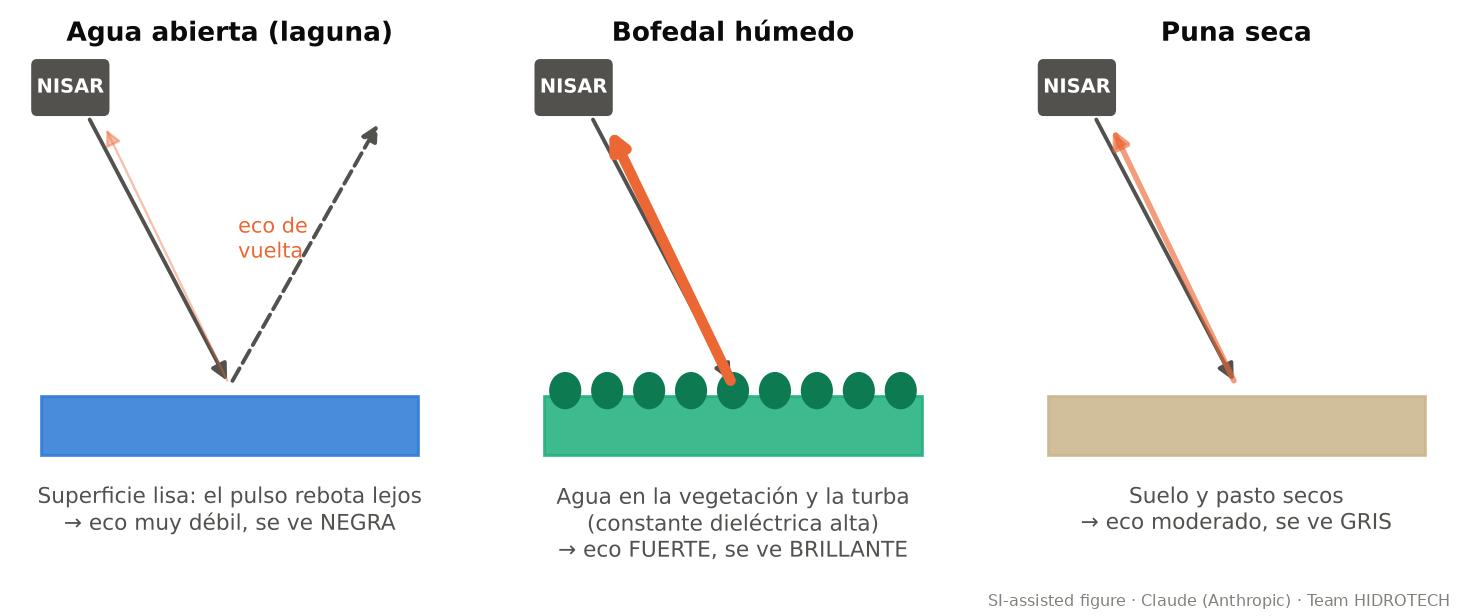 Agua abierta (laguna)
NISAR
eco de
vuelta
Superficie lisa: el pulso rebota lejos
→ eco muy débil, se ve NEGRA
Bofedal húmedo
NISAR
Agua en la vegetación y la turba
(constante dieléctrica alta)
→ eco FUERTE, se ve BRILLANTE
Puna seca
NISAR
Suelo y pasto secos
→ eco moderado, se ve GRIS
SI-assisted figure · Claude (Anthropic) · Team HIDROTECH